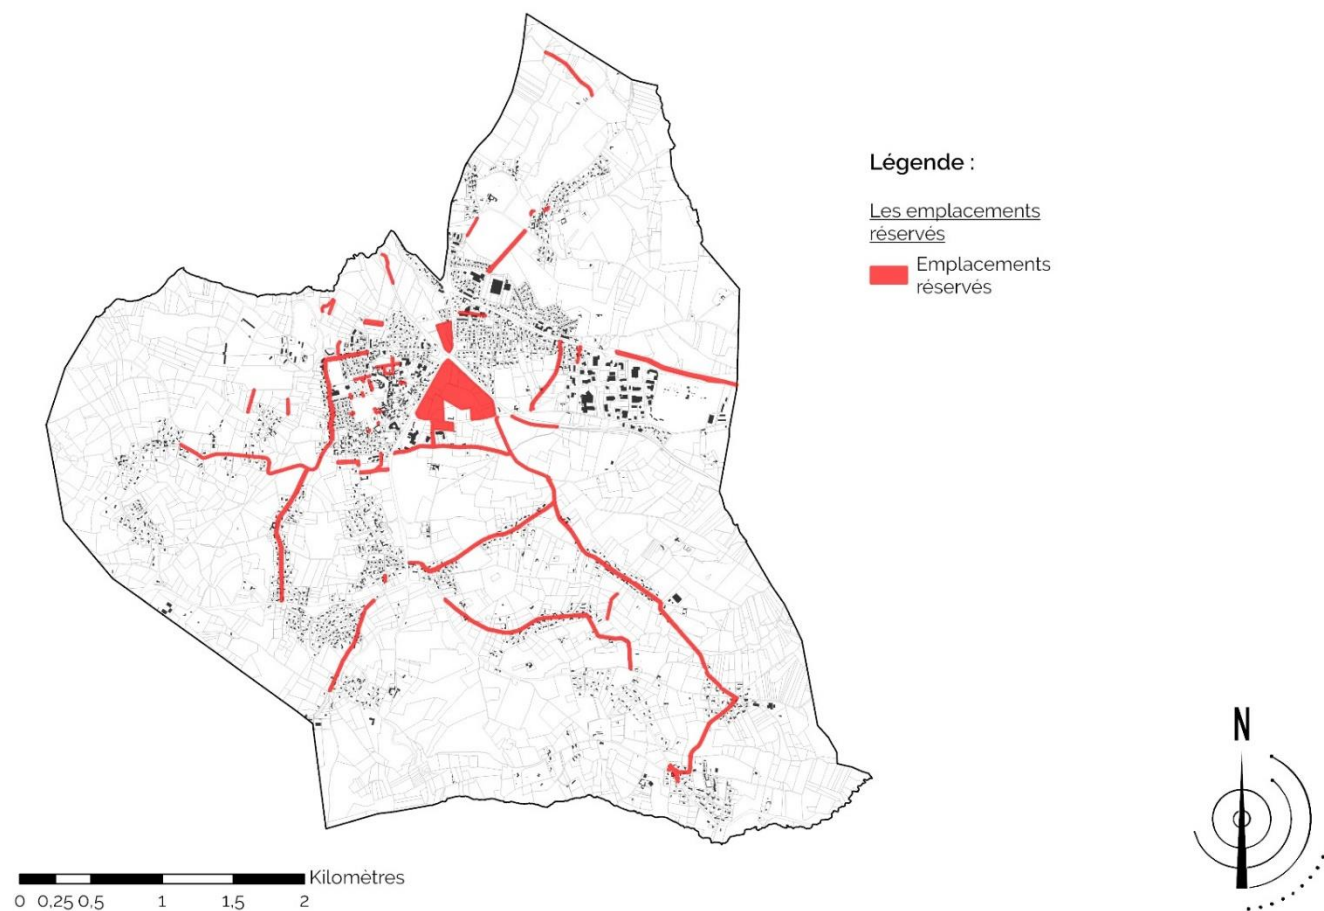 Légende :
Les emplacements
réservés
Emplacements
réservés
N
Kilomètres
0 0,25 0,5 1 1,5 2